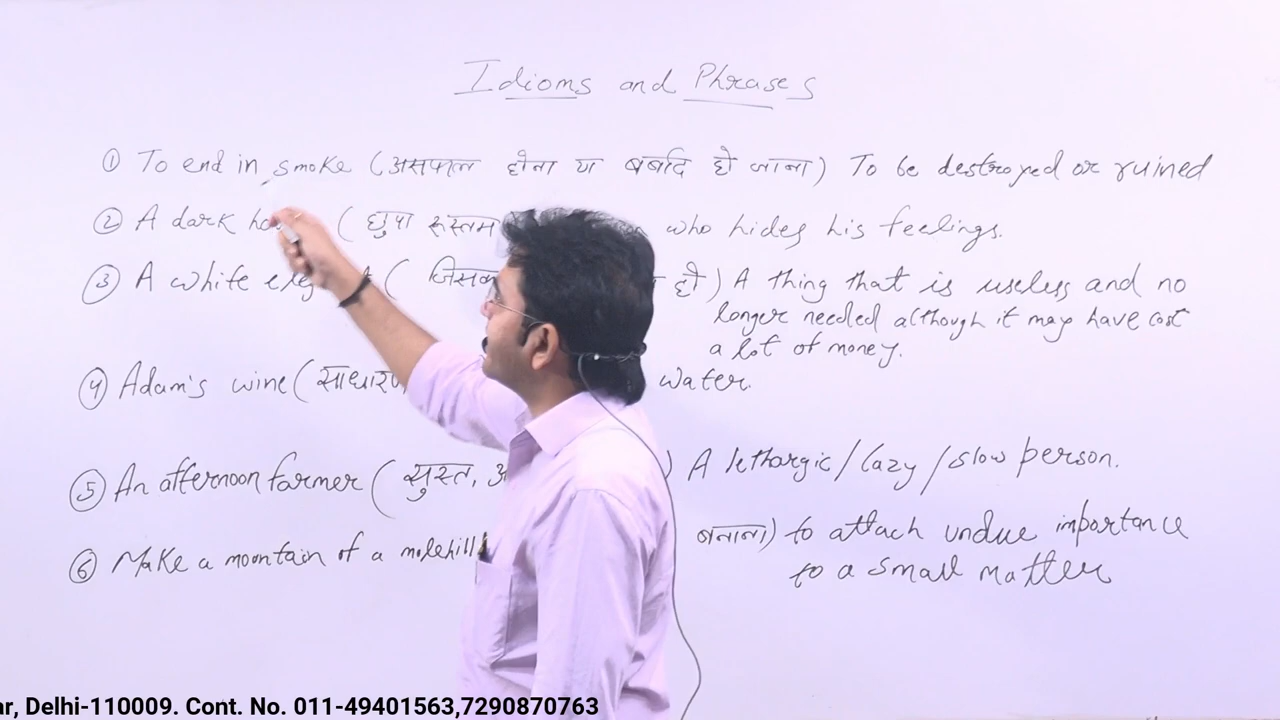 Idioms and Phrases
① To end in smoke (असफल होना या बर्बाद हो जाना) To be destroyed or ruined
② A dark (छुपा रूस्तम who hides his feelings.
③ A white ( हो) A thing that is useless and no
longer needed although it may have cost
a lot of money.
④ Adam's wine ( water.
⑤ An afternoon farmer (सुस्त, ) A lethargic/lazy/slow person.
⑥ Make a mountain of a molehill बनाना) to attach undue importance
to a small matter
Delhi-110009. Cont. No. 011-49401563,7290870763